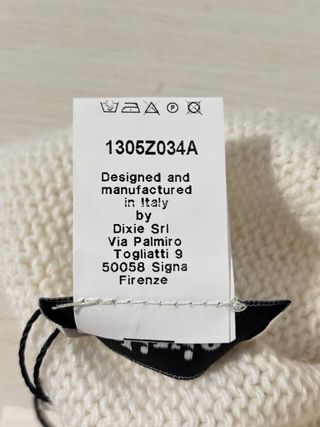 1305Z034A
Designed and
manufactured
in Italy
by
Dixie Srl
Via Palmiro
Togliatti 9
50058 Signa
Firenze